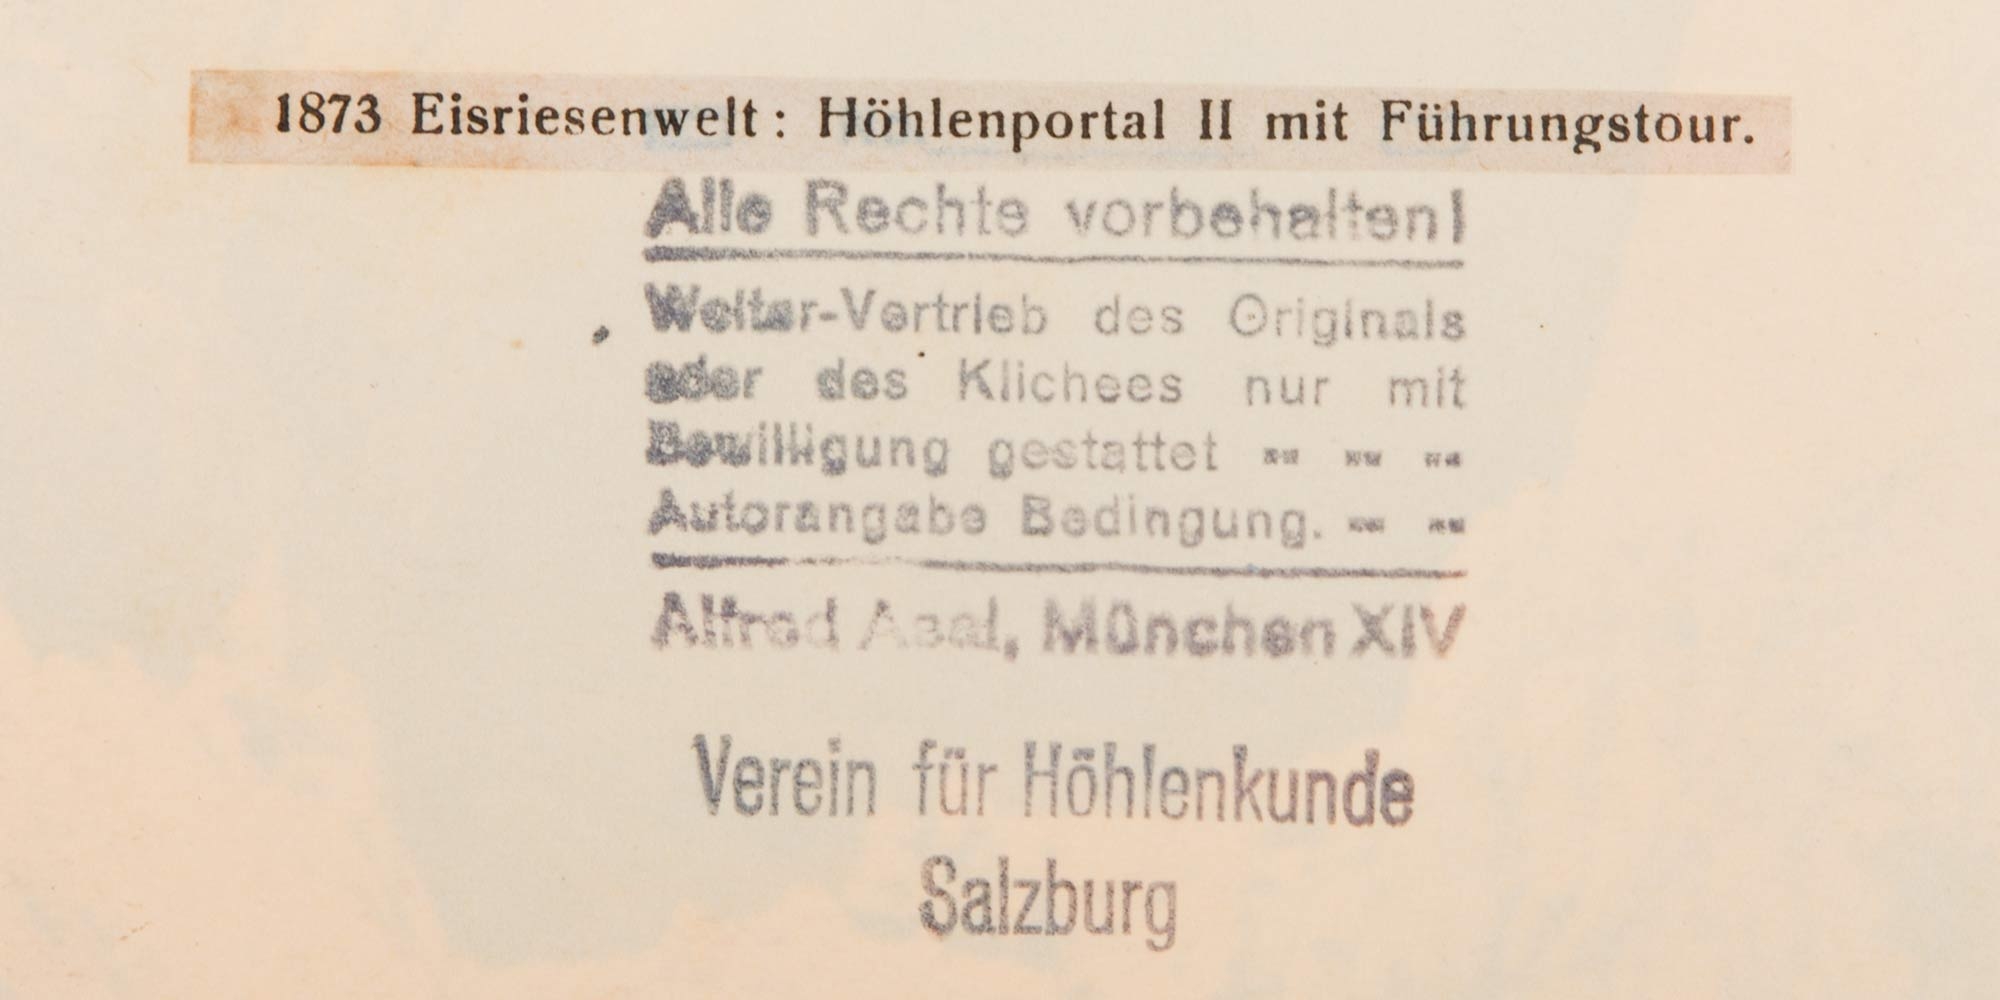 1873 Eisriesenwelt: Höhlenportal II mit Führungstour.
Alle Rechte vorbehalten!
Weiter-Vertrieb des Originals
oder des Klichees nur mit
Bewilligung gestattet -- -- --
Autorangabe Bedingung. -- --
Alfred Asal, München XIV
Verein für Höhlenkunde
Salzburg